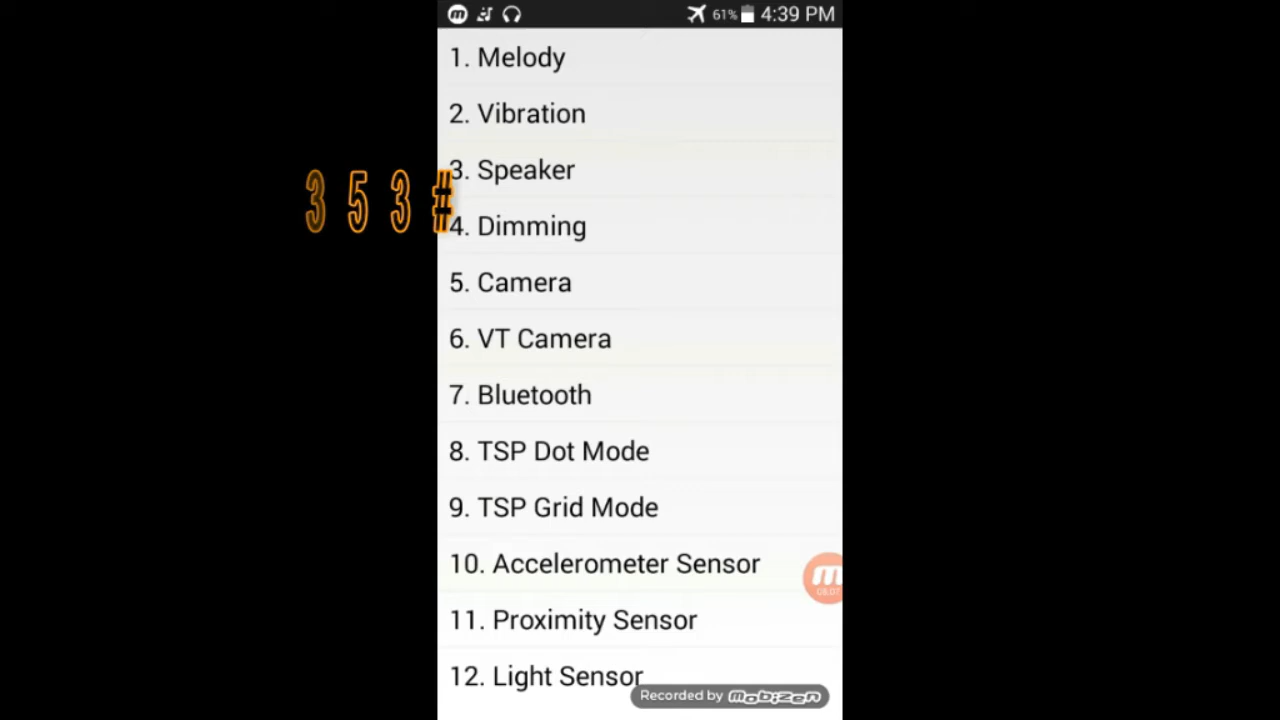 61% 4:39 PM
1. Melody
2. Vibration
3. Speaker
3 5 3 #
4. Dimming
5. Camera
6. VT Camera
7. Bluetooth
8. TSP Dot Mode
9. TSP Grid Mode
10. Accelerometer Sensor
11. Proximity Sensor
12. Light Sensor
Recorded by mobizen